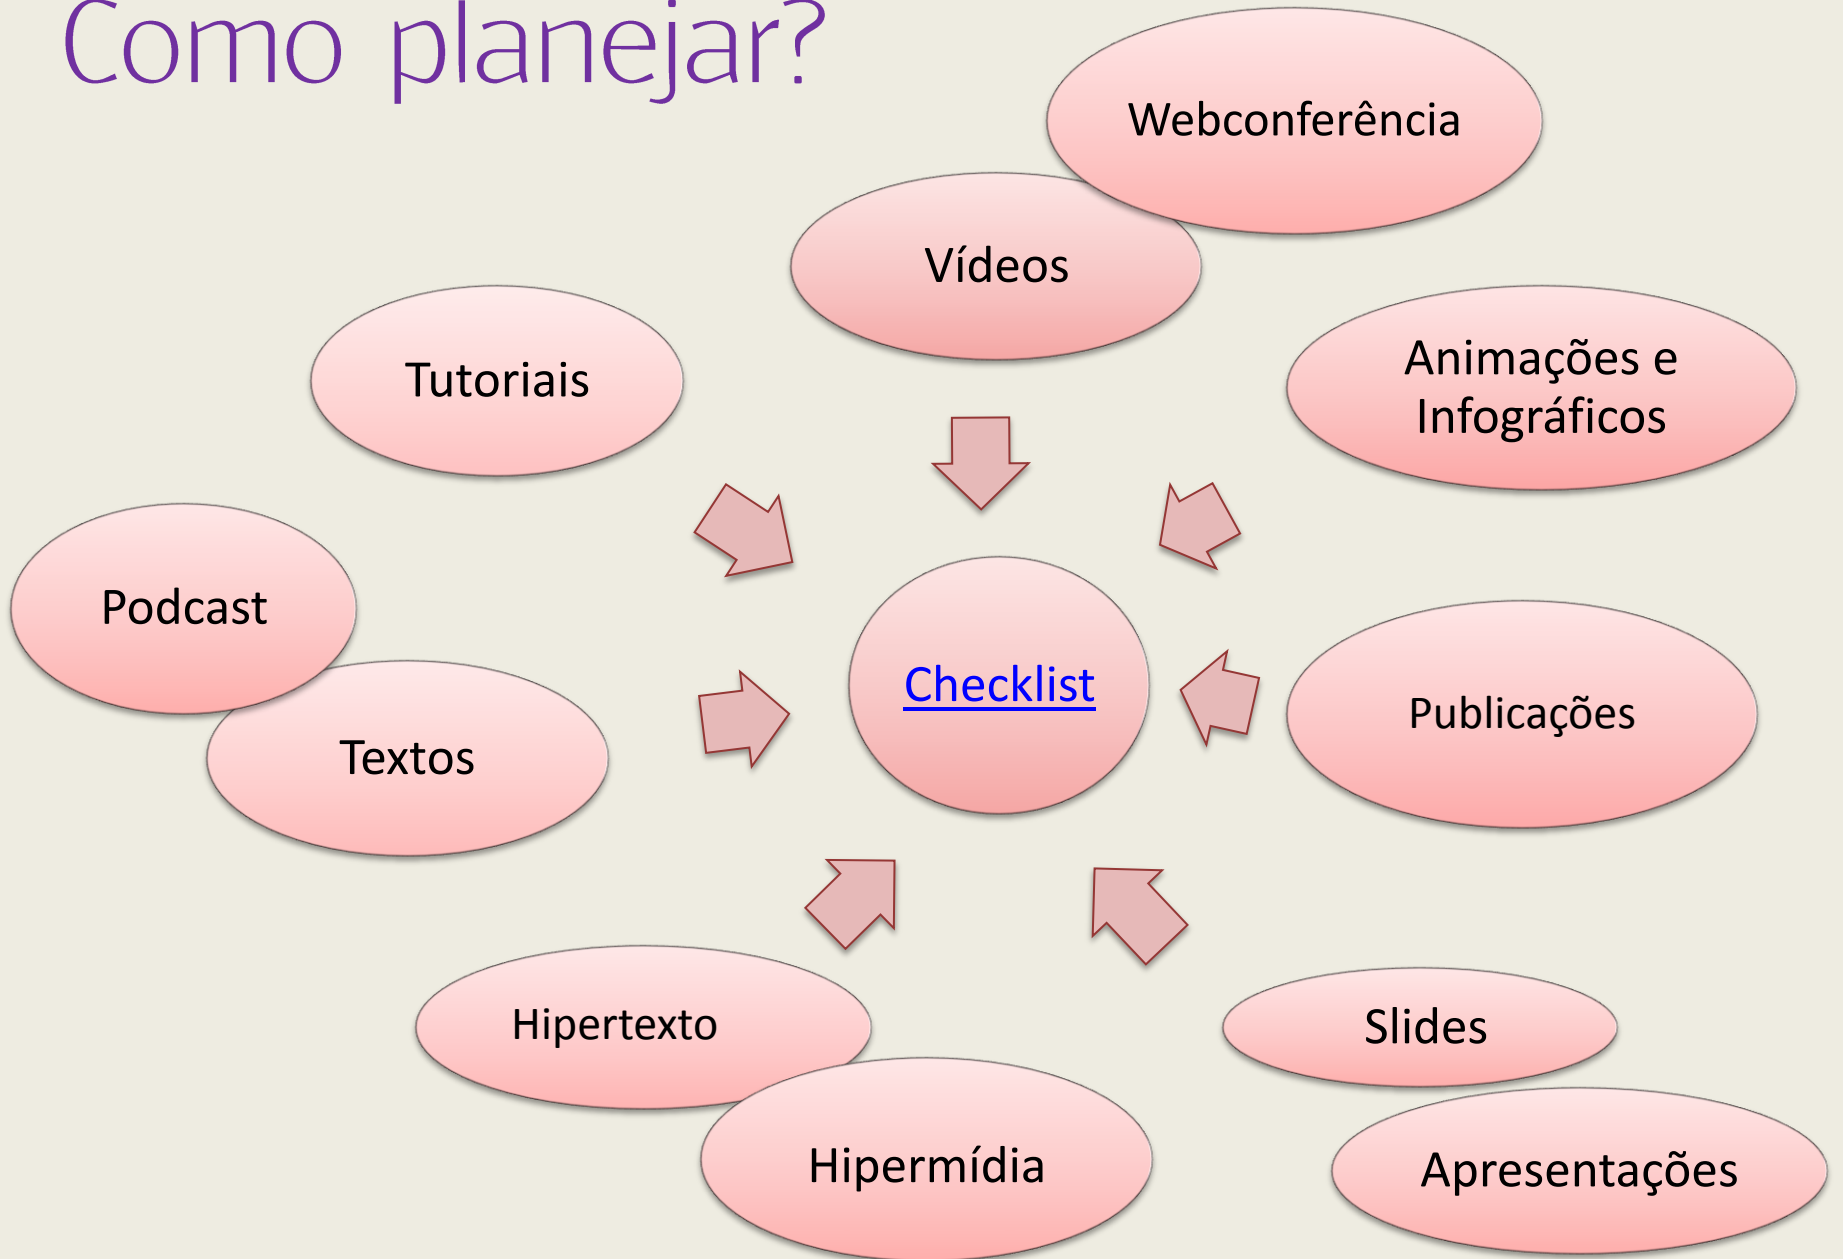 Como planejar?
Webconferência
Vídeos
Tutoriais
Animações e
Infográficos
Podcast
Textos
Checklist
Publicações
Hipertexto
Hipermídia
Slides
Apresentações